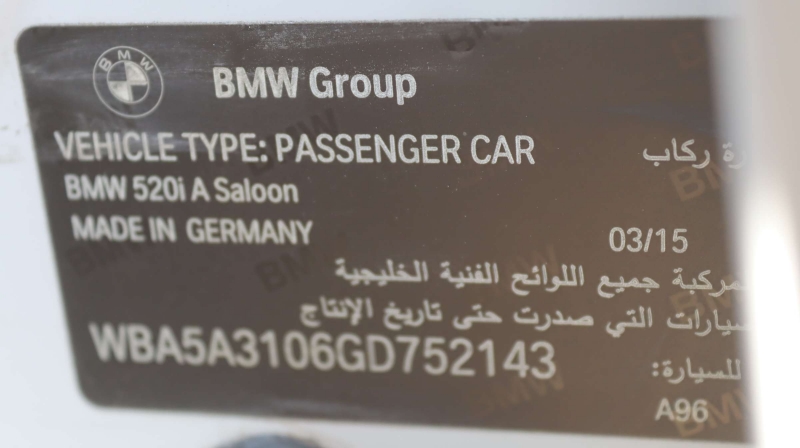 BMW
BMW Group
VEHICLE TYPE: PASSENGER CAR
ركاب
BMW 520i A Saloon
MADE IN GERMANY
03/15
جميع اللوائح الفنية الخليجية
التي صدرت حتى تاريخ الإنتاج
WBA5A3106GD752143
للسيارة:
A96